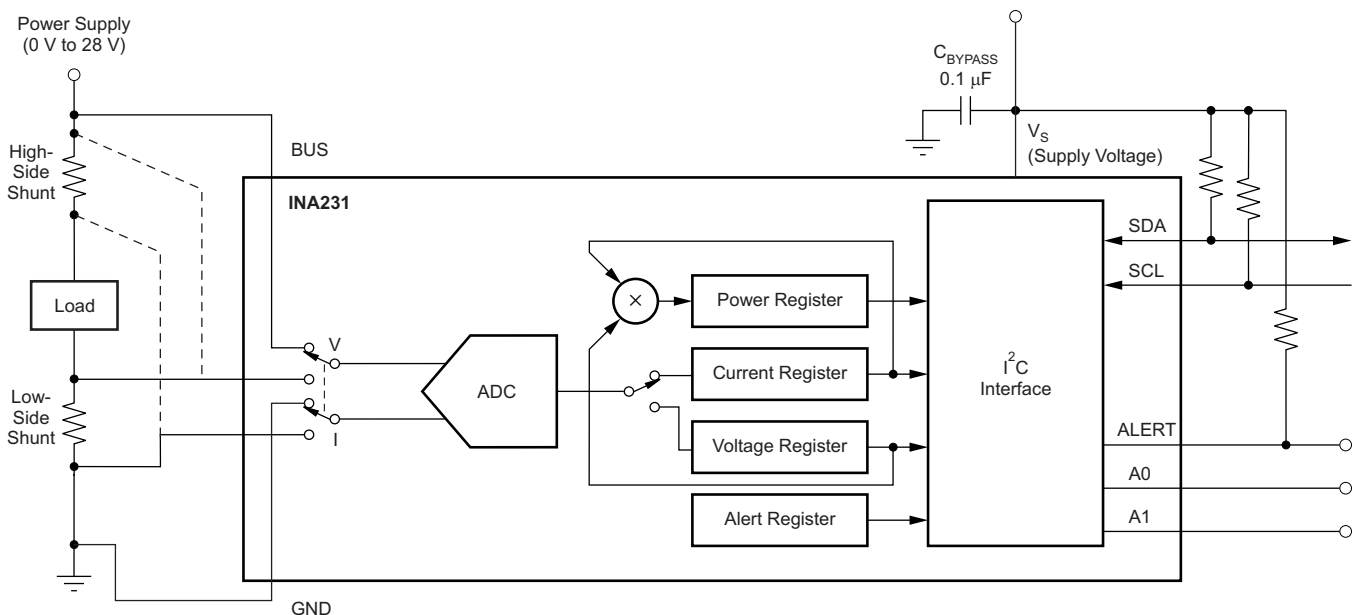 Power Supply
(0 V to 28 V)
C_BYPASS
0.1 μF
V_S
(Supply Voltage)
High-
Side
Shunt
BUS
INA231
SDA
SCL
Load
×
Power Register
V
ADC
Current Register
I²C
Interface
Low-
Side
Shunt
I
Voltage Register
ALERT
A0
Alert Register
A1
GND